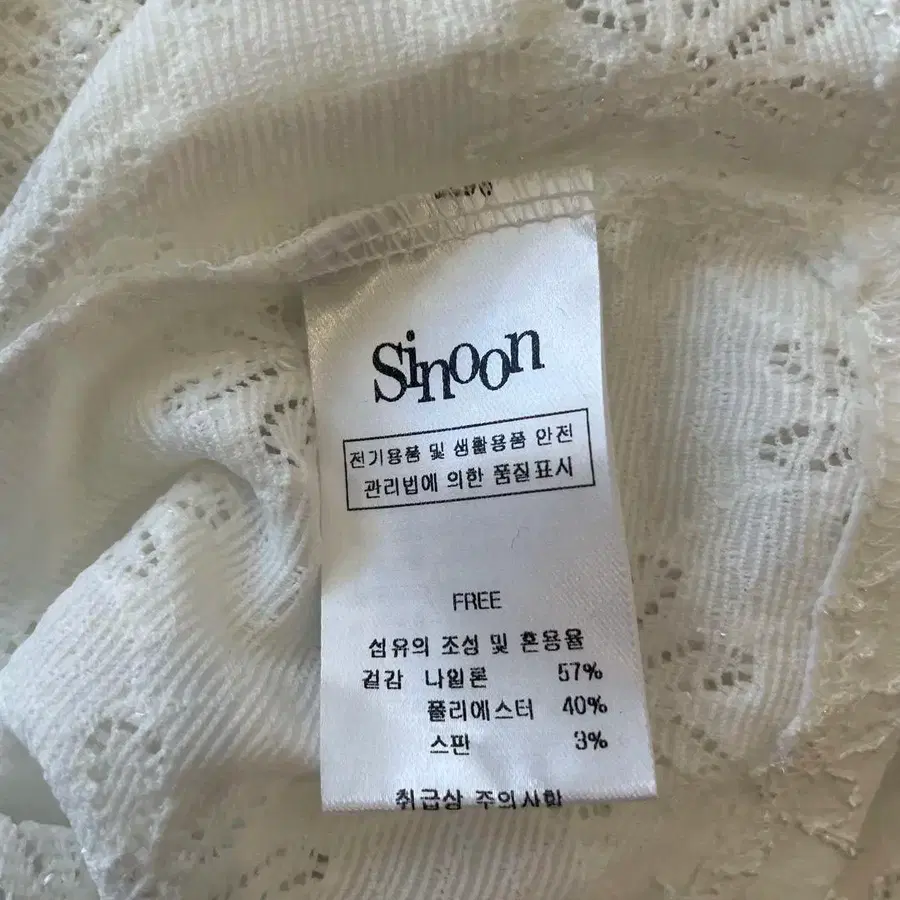 Sinoon
전기용품 및 생활용품 안전
관리법에 의한 품질표시
FREE
섬유의 조성 및 혼용율
겉감 나일론 57%
폴리에스터 40%
스판 3%
취급상 주의사항